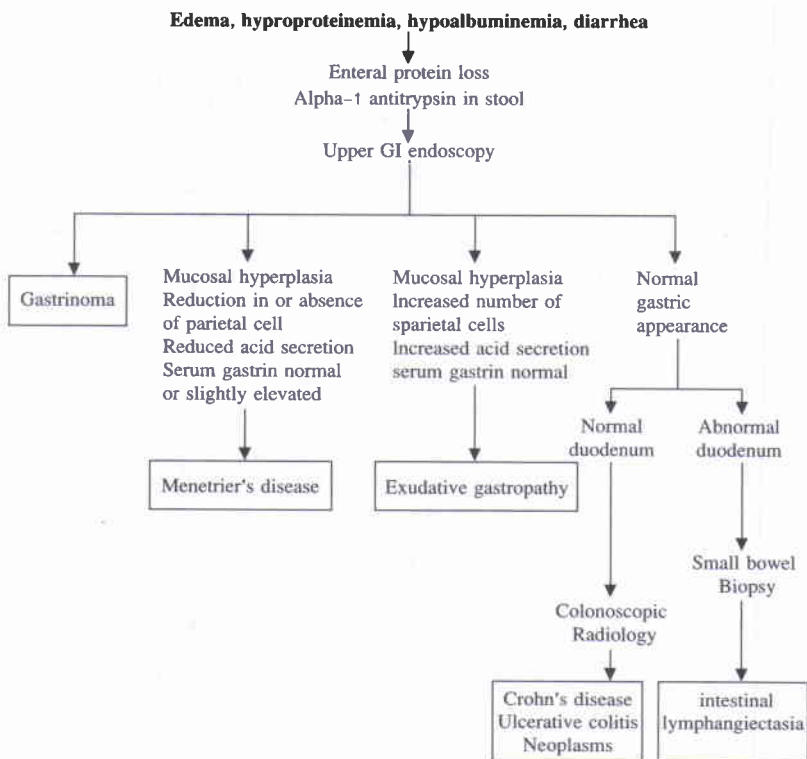 Edema, hyproproteinemia, hypoalbuminemia, diarrhea
Enteral protein loss
Alpha-↑ antitrypsin in stool
Upper GI endoscopy
Gastrinoma
Mucosal hyperplasia
Reduction in or absence
of parietal cell
Reduced acid secretion
Serum gastrin normal
or slightly elevated
Menetrier's disease
Mucosal hyperplasia
Increased number of
sparietal cells
Increased acid secretion
serum gastrin normal
Exudative gastropathy
Normal
gastric
appearance
Normal
duodenum
Colonoscopic
Radiology
Crohn's disease
Ulcerative colitis
Neoplasms
Abnormal
duodenum
Small bowel
Biopsy
intestinal
lymphangiectasia